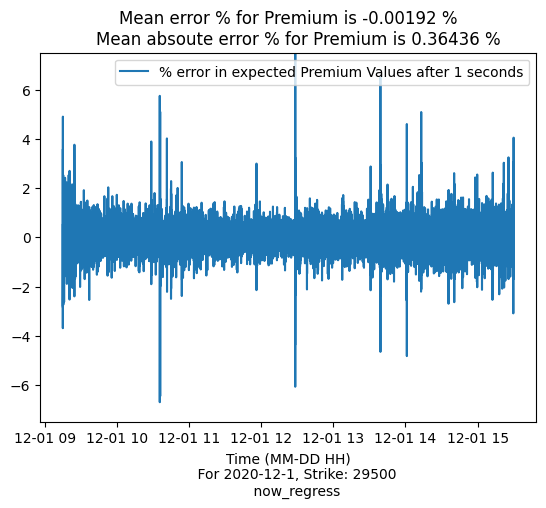 Mean error % for Premium is -0.00192 %
Mean absoute error % for Premium is 0.36436 %
% error in expected Premium Values after 1 seconds
6
4
2
0
−2
−4
−6
12-01 09 12-01 10 12-01 11 12-01 12 12-01 13 12-01 14 12-01 15
Time (MM-DD HH)
For 2020-12-1, Strike: 29500
now_regress